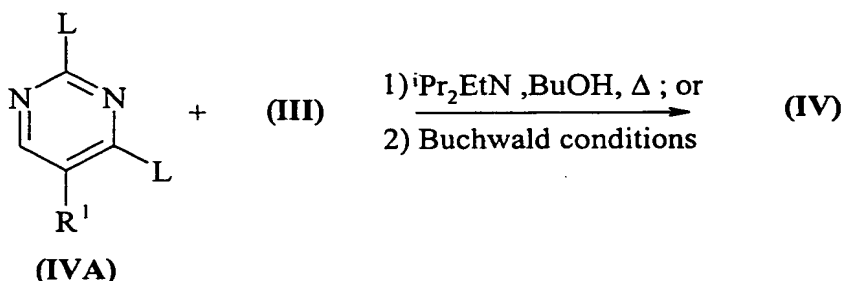 L
N N
L
R¹
(IVA)
+
(III)
1) ⁱPr₂EtN ,BuOH, Δ ; or
2) Buchwald conditions
(IV)